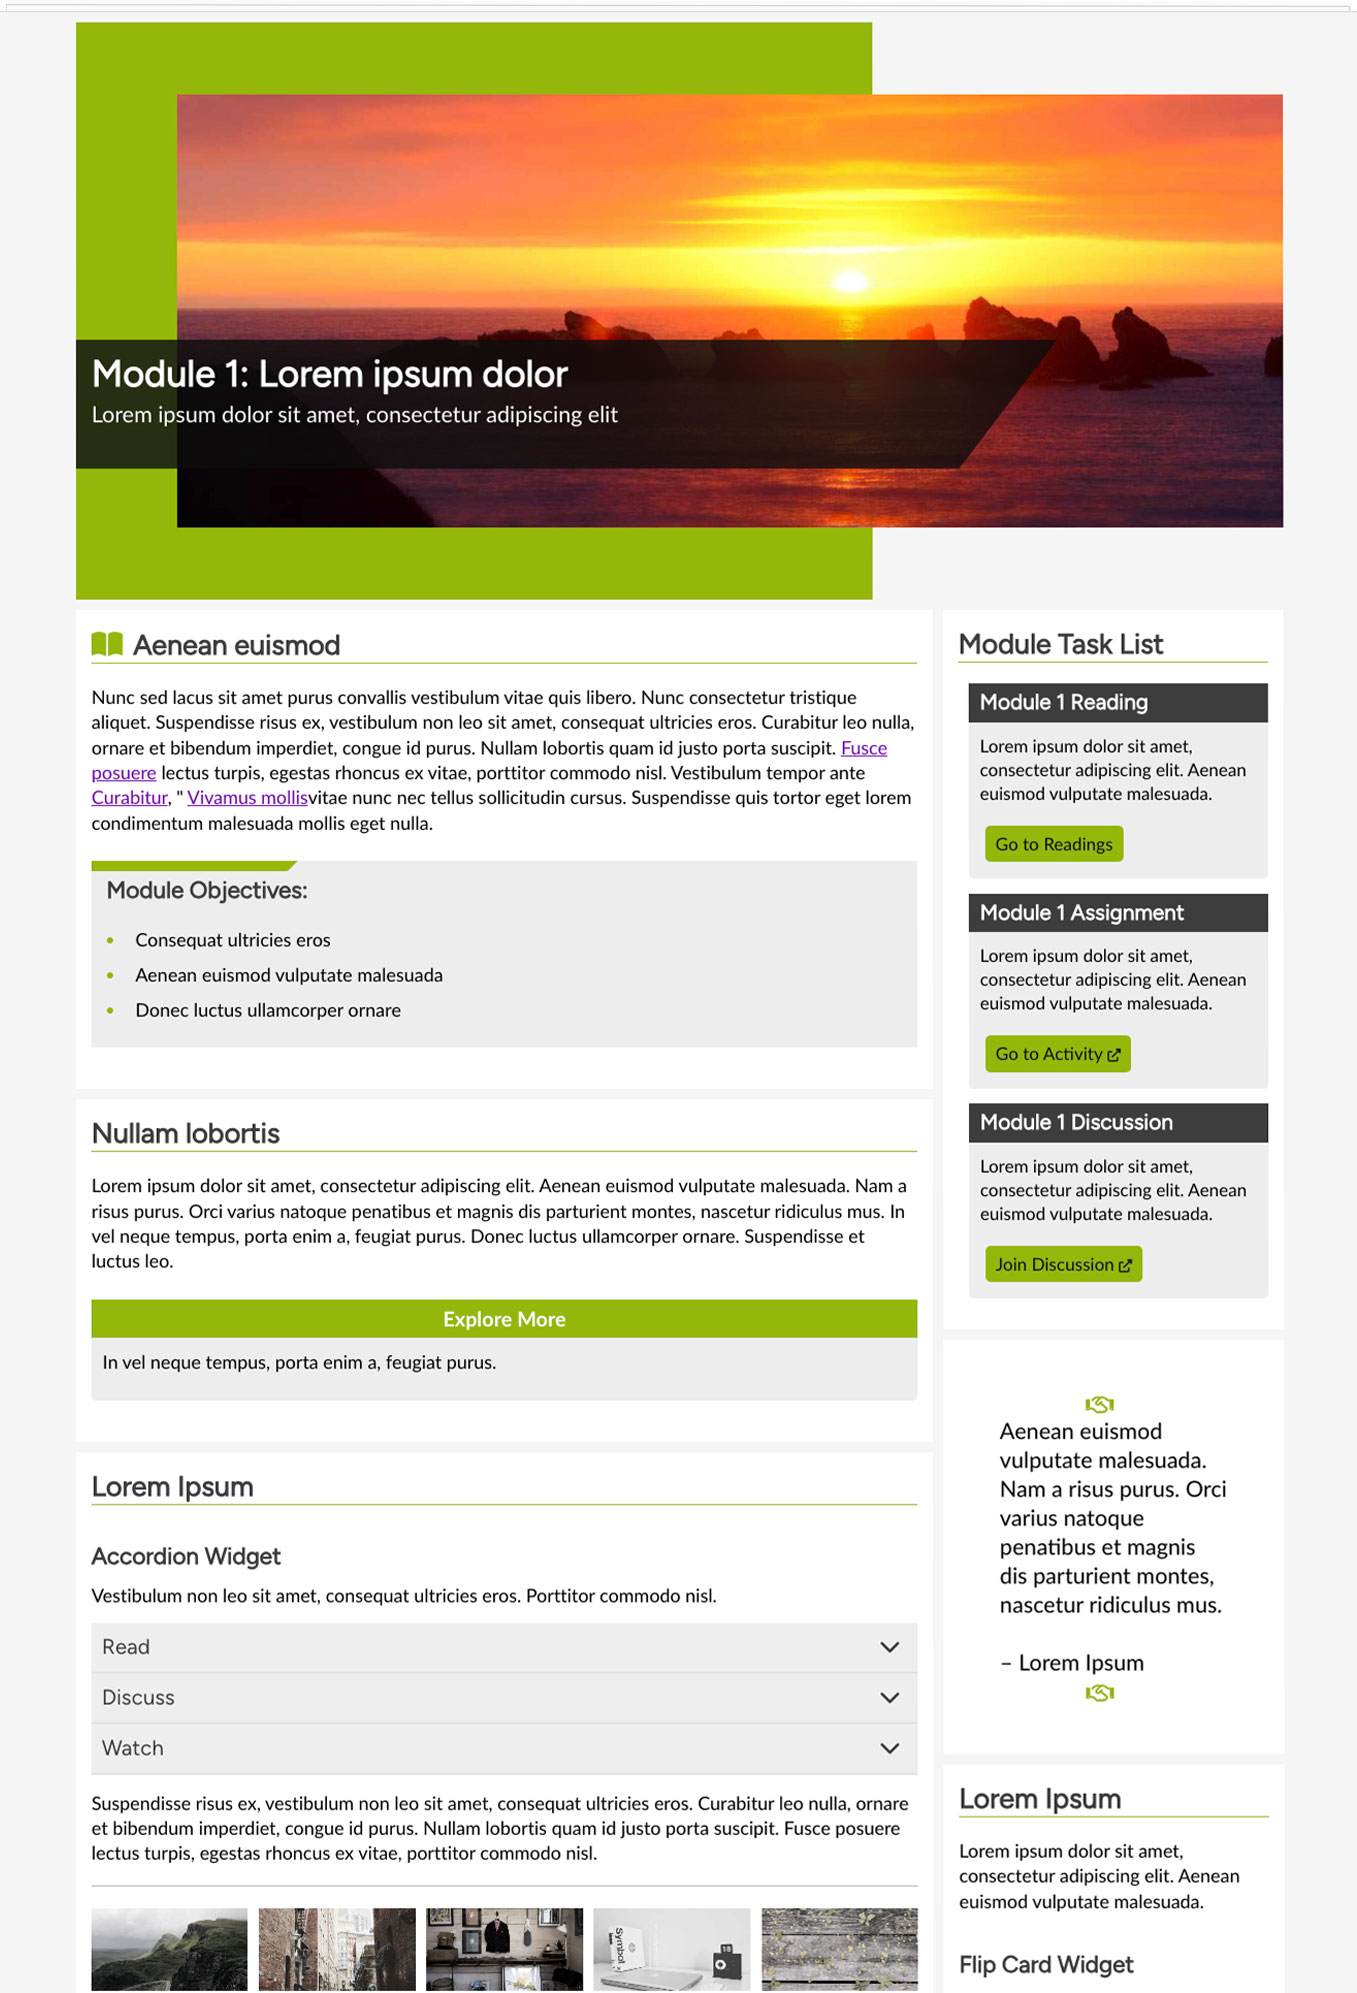 Module 1: Lorem ipsum dolor
Lorem ipsum dolor sit amet, consectetur adipiscing elit
Aenean euismod
Nunc sed lacus sit amet purus convallis vestibulum vitae quis libero. Nunc consectetur tristique
aliquet. Suspendisse risus ex, vestibulum non leo sit amet, consequat ultricies eros. Curabitur leo nulla,
ornare et bibendum imperdiet, congue id purus. Nullam lobortis quam id justo porta suscipit. Fusce
posuere lectus turpis, egestas rhoncus ex vitae, porttitor commodo nisl. Vestibulum tempor ante
Curabitur, " Vivamus mollisvitae nunc nec tellus sollicitudin cursus. Suspendisse quis tortor eget lorem
condimentum malesuada mollis eget nulla.
Module Objectives:
• Consequat ultricies eros
• Aenean euismod vulputate malesuada
• Donec luctus ullamcorper ornare
Nullam lobortis
Lorem ipsum dolor sit amet, consectetur adipiscing elit. Aenean euismod vulputate malesuada. Nam a
risus purus. Orci varius natoque penatibus et magnis dis parturient montes, nascetur ridiculus mus. In
vel neque tempus, porta enim a, feugiat purus. Donec luctus ullamcorper ornare. Suspendisse et
luctus leo.
Explore More
In vel neque tempus, porta enim a, feugiat purus.
Lorem Ipsum
Accordion Widget
Vestibulum non leo sit amet, consequat ultricies eros. Porttitor commodo nisl.
Read
Discuss
Watch
Suspendisse risus ex, vestibulum non leo sit amet, consequat ultricies eros. Curabitur leo nulla, ornare
et bibendum imperdiet, congue id purus. Nullam lobortis quam id justo porta suscipit. Fusce posuere
lectus turpis, egestas rhoncus ex vitae, porttitor commodo nisl.
Symbol
18
Module Task List
Module 1 Reading
Lorem ipsum dolor sit amet,
consectetur adipiscing elit. Aenean
euismod vulputate malesuada.
Go to Readings
Module 1 Assignment
Lorem ipsum dolor sit amet,
consectetur adipiscing elit. Aenean
euismod vulputate malesuada.
Go to Activity
Module 1 Discussion
Lorem ipsum dolor sit amet,
consectetur adipiscing elit. Aenean
euismod vulputate malesuada.
Join Discussion
Aenean euismod
vulputate malesuada.
Nam a risus purus. Orci
varius natoque
penatibus et magnis
dis parturient montes,
nascetur ridiculus mus.
– Lorem Ipsum
Lorem Ipsum
Lorem ipsum dolor sit amet,
consectetur adipiscing elit. Aenean
euismod vulputate malesuada.
Flip Card Widget